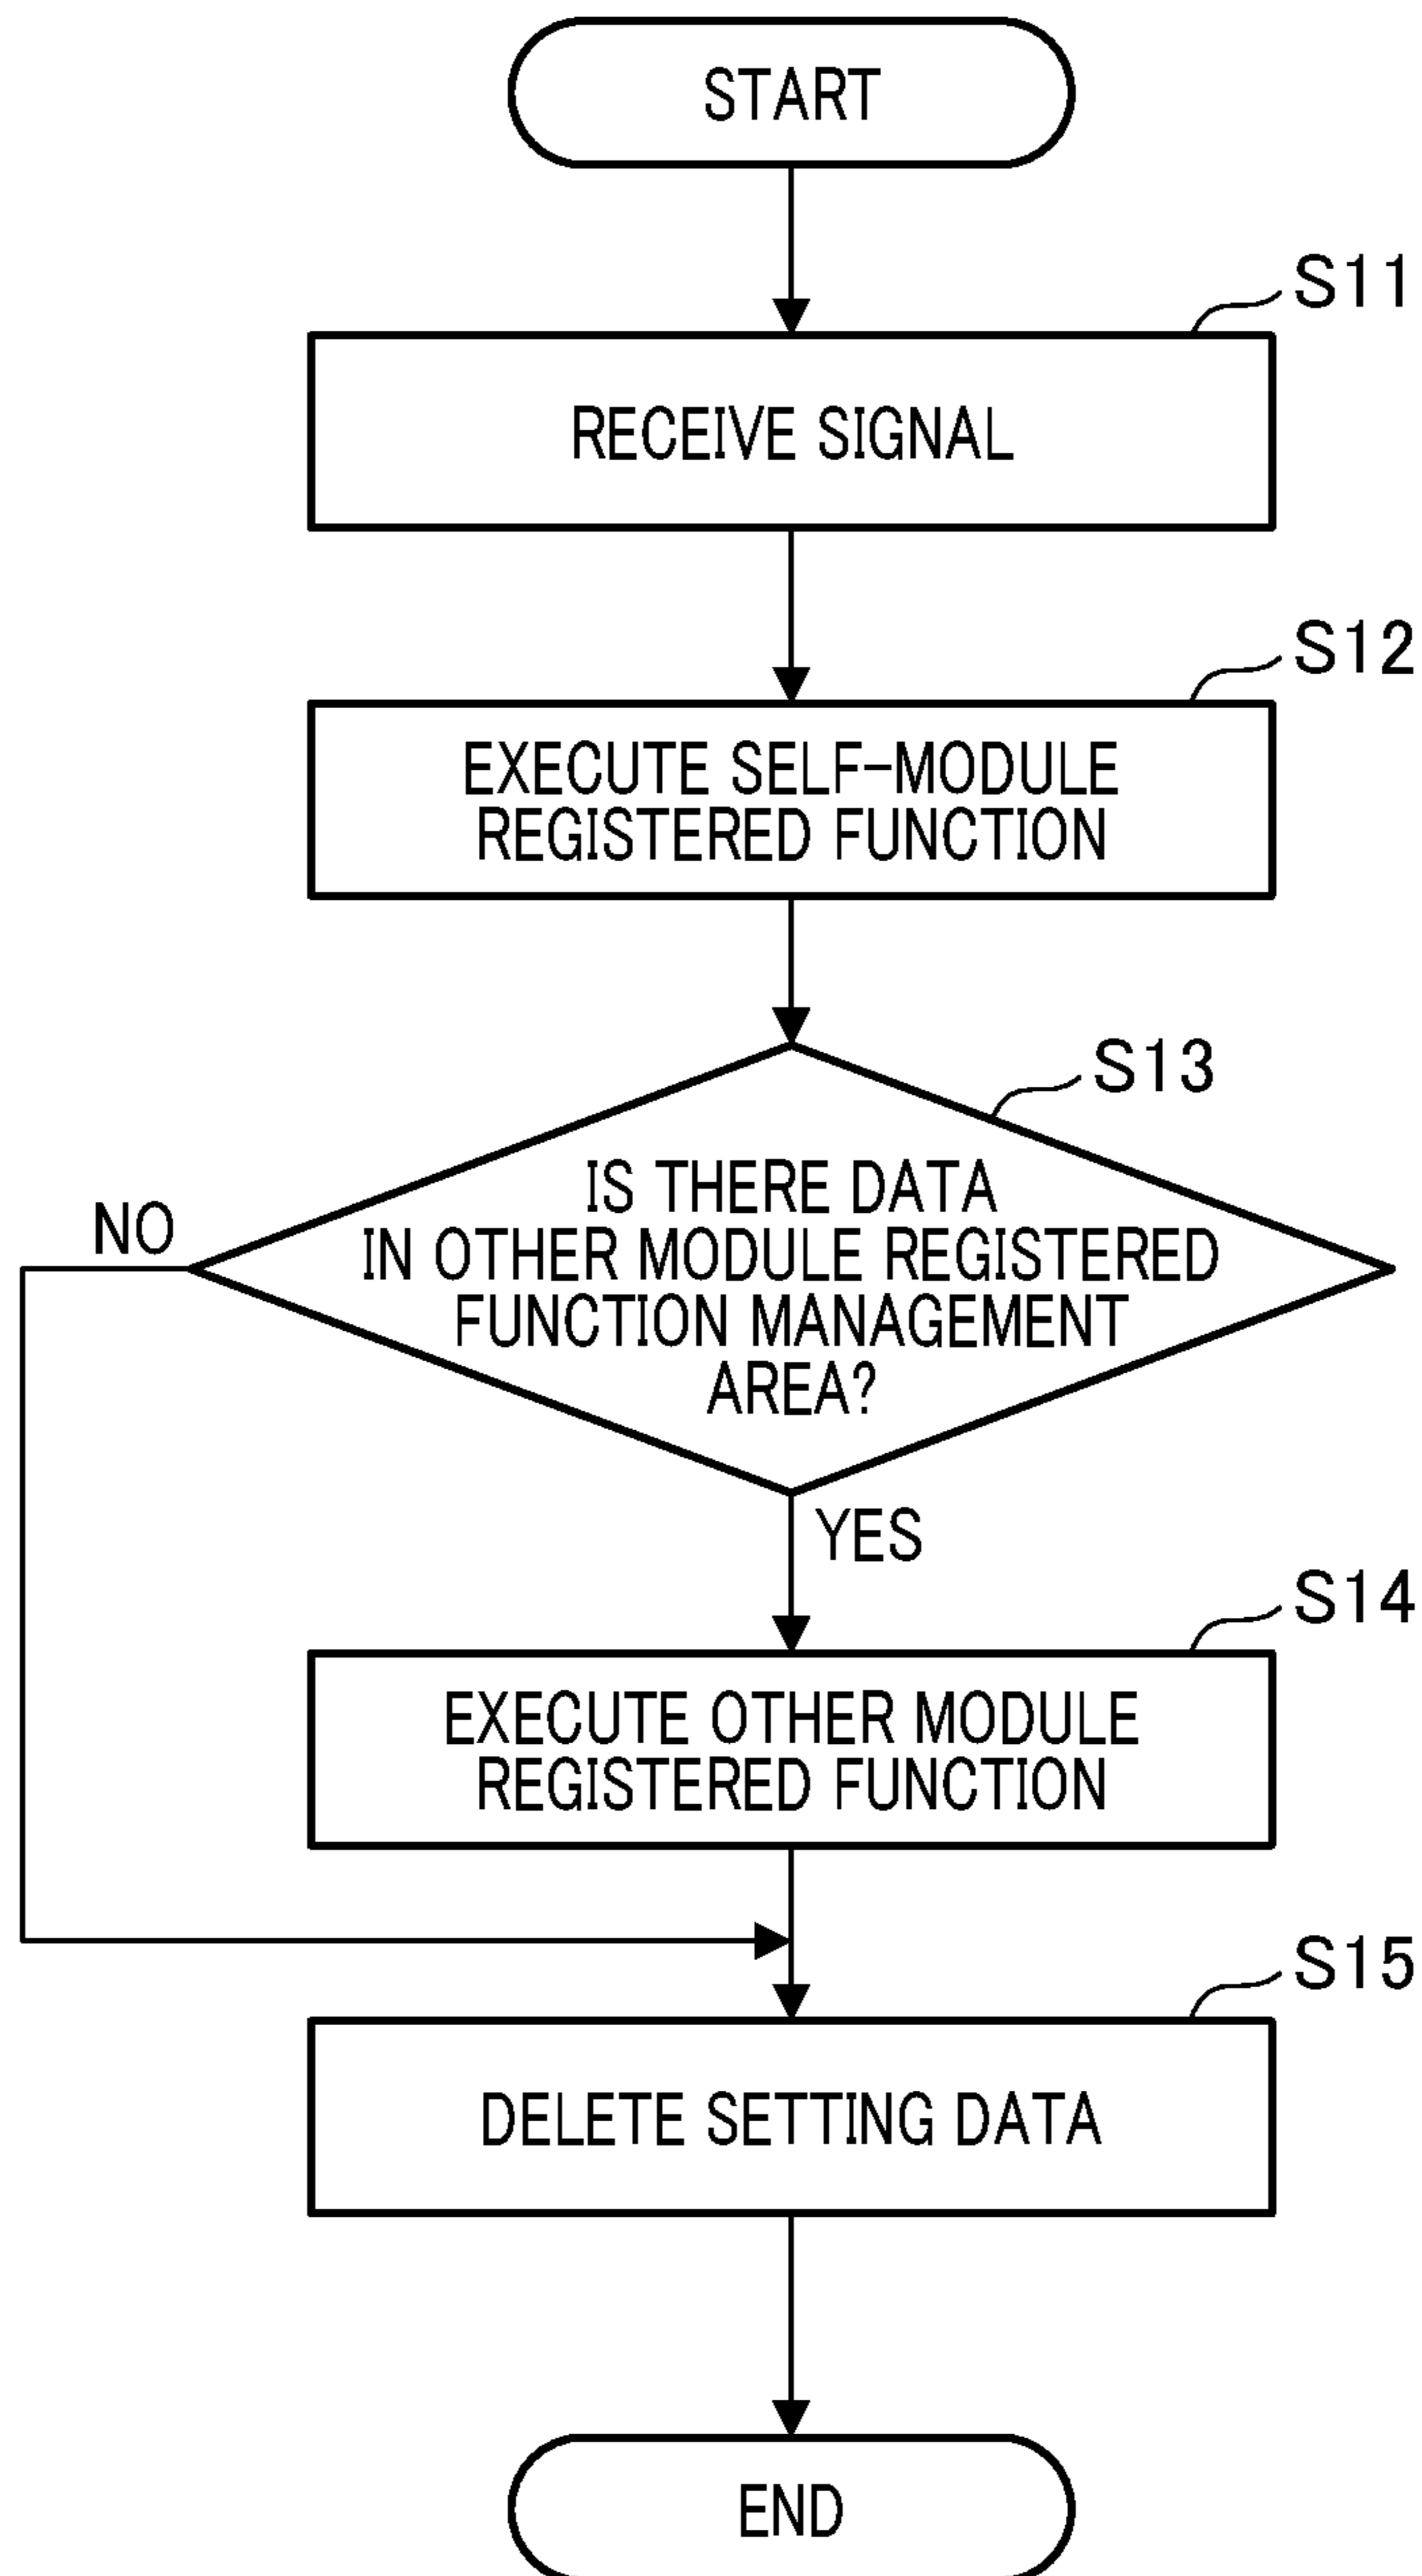 START
S11
RECEIVE SIGNAL
S12
EXECUTE SELF-MODULE
REGISTERED FUNCTION
S13
IS THERE DATA
IN OTHER MODULE REGISTERED
FUNCTION MANAGEMENT
AREA?
NO
YES
S14
EXECUTE OTHER MODULE
REGISTERED FUNCTION
S15
DELETE SETTING DATA
END